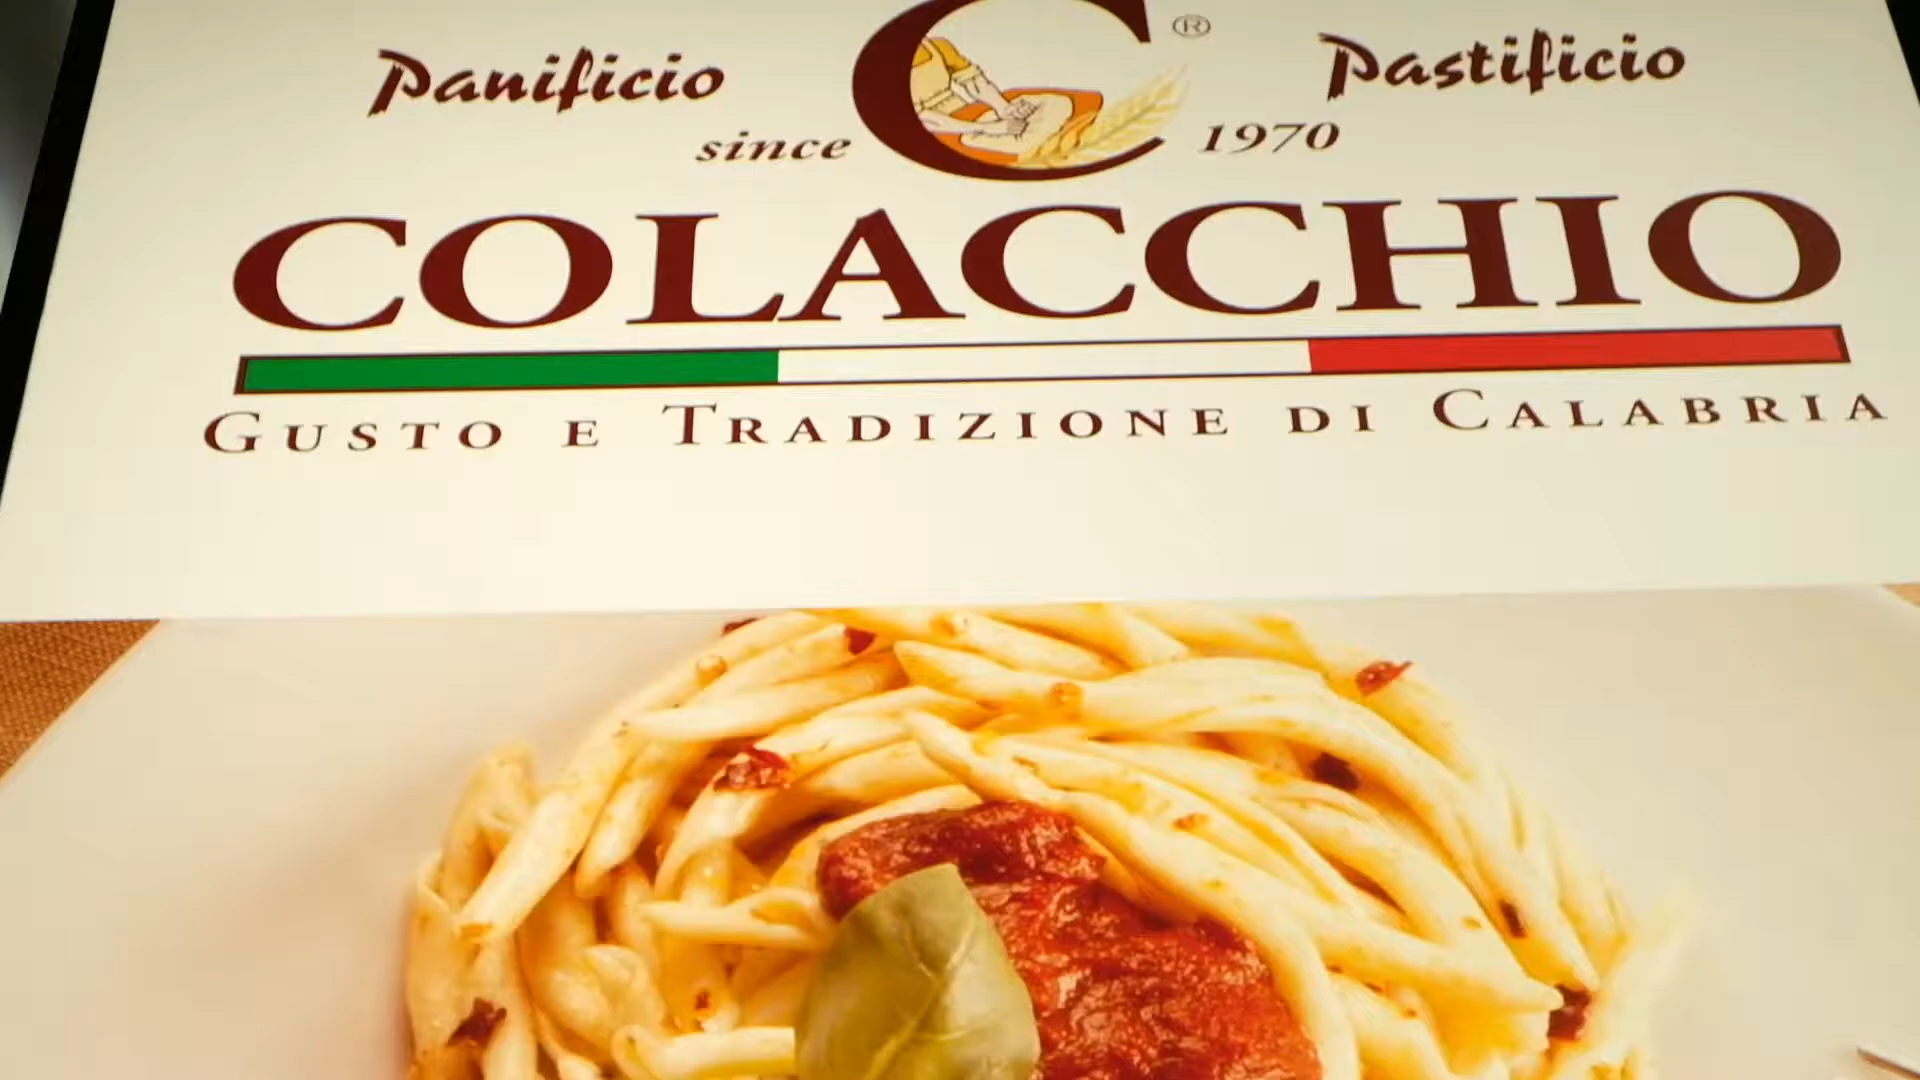 Panificio C ® Pastificio
since 1970
COLACCHIO
GUSTO E TRADIZIONE DI CALABRIA